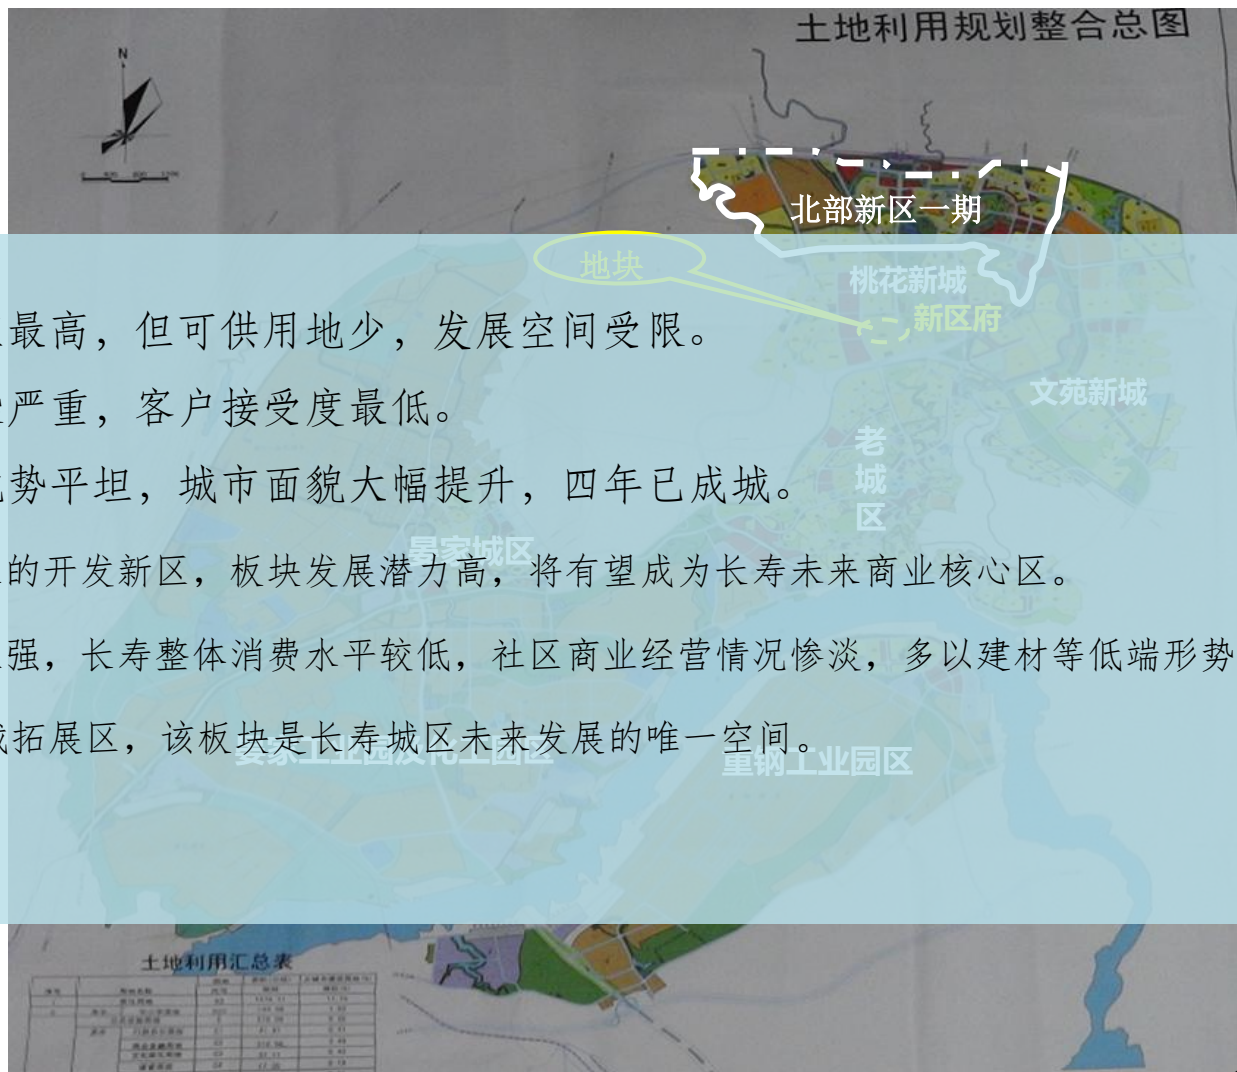 土地利用规划整合总图
N
北部新区一期
地块
桃花新城
新区府
最高，但可供用地少，发展空间受限。
文苑新城
严重，客户接受度最低。
老城区
势平坦，城市面貌大幅提升，四年已成城。
晏家城区
的开发新区，板块发展潜力高，将有望成为长寿未来商业核心区。
强，长寿整体消费水平较低，社区商业经营情况惨淡，多以建材等低端形势
拓展区，该板块是长寿城区未来发展的唯一空间。
晏家工业园及化工园区
重钢工业园区
土地利用汇总表